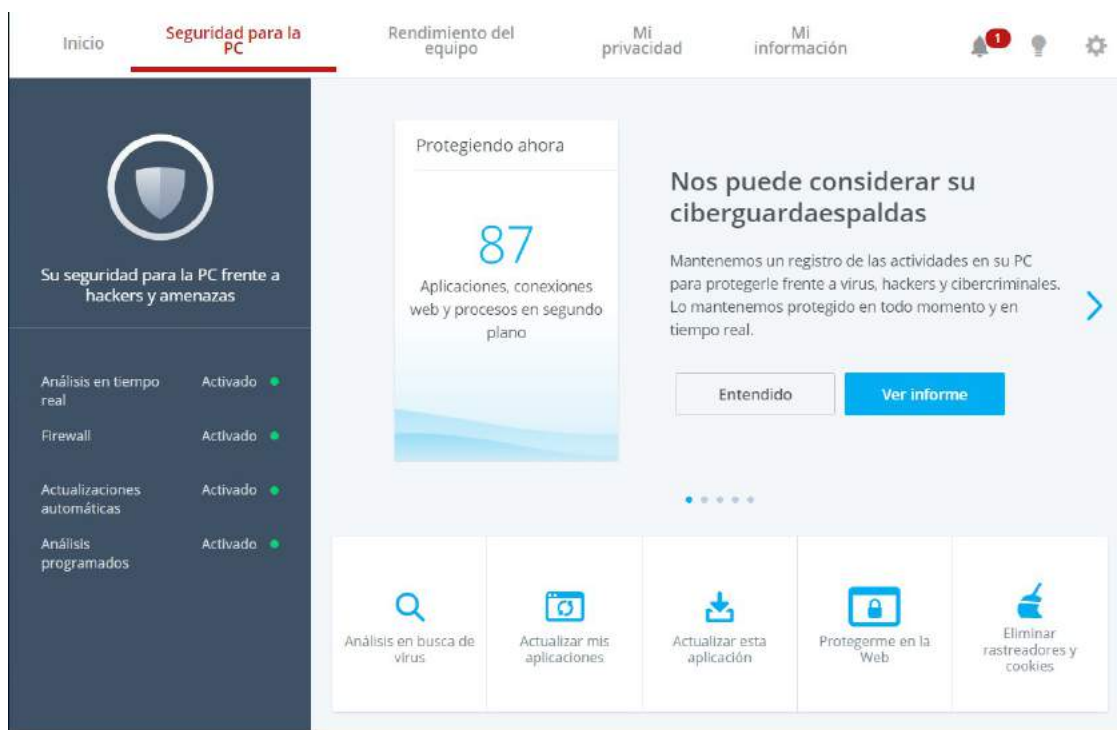 Inicio
Seguridad para la
PC
Rendimiento del
equipo
Mi
privacidad
Mi
información
1
Su seguridad para la PC frente a
hackers y amenazas
Análisis en tiempo
real
Activado
Firewall
Activado
Actualizaciones
automáticas
Activado
Análisis
programados
Activado
Protegiendo ahora
87
Aplicaciones, conexiones
web y procesos en segundo
plano
Nos puede considerar su
ciberguardaespaldas
Mantenemos un registro de las actividades en su PC
para protegerle frente a virus, hackers y cibercriminales.
Lo mantenemos protegido en todo momento y en
tiempo real.
Entendido
Ver informe
Análisis en busca de
virus
Actualizar mis
aplicaciones
Actualizar esta
aplicación
Protegerme en la
Web
Eliminar
rastreadores y
cookies